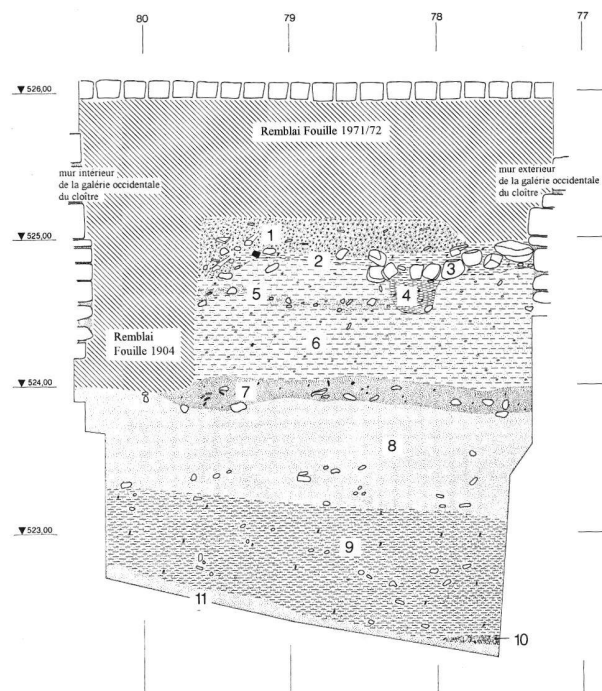 80 79 78 77
▼ 526,00
Remblai Fouille 1971/72
mur intérieur
de la galérie occidentale
du cloître
mur extérieur
de la galérie occidentale
du cloître
1
▼ 525,00
2
3
4
5
Remblai
Fouille 1904
6
▼ 524,00
7
8
▼ 523,00
9
11
10